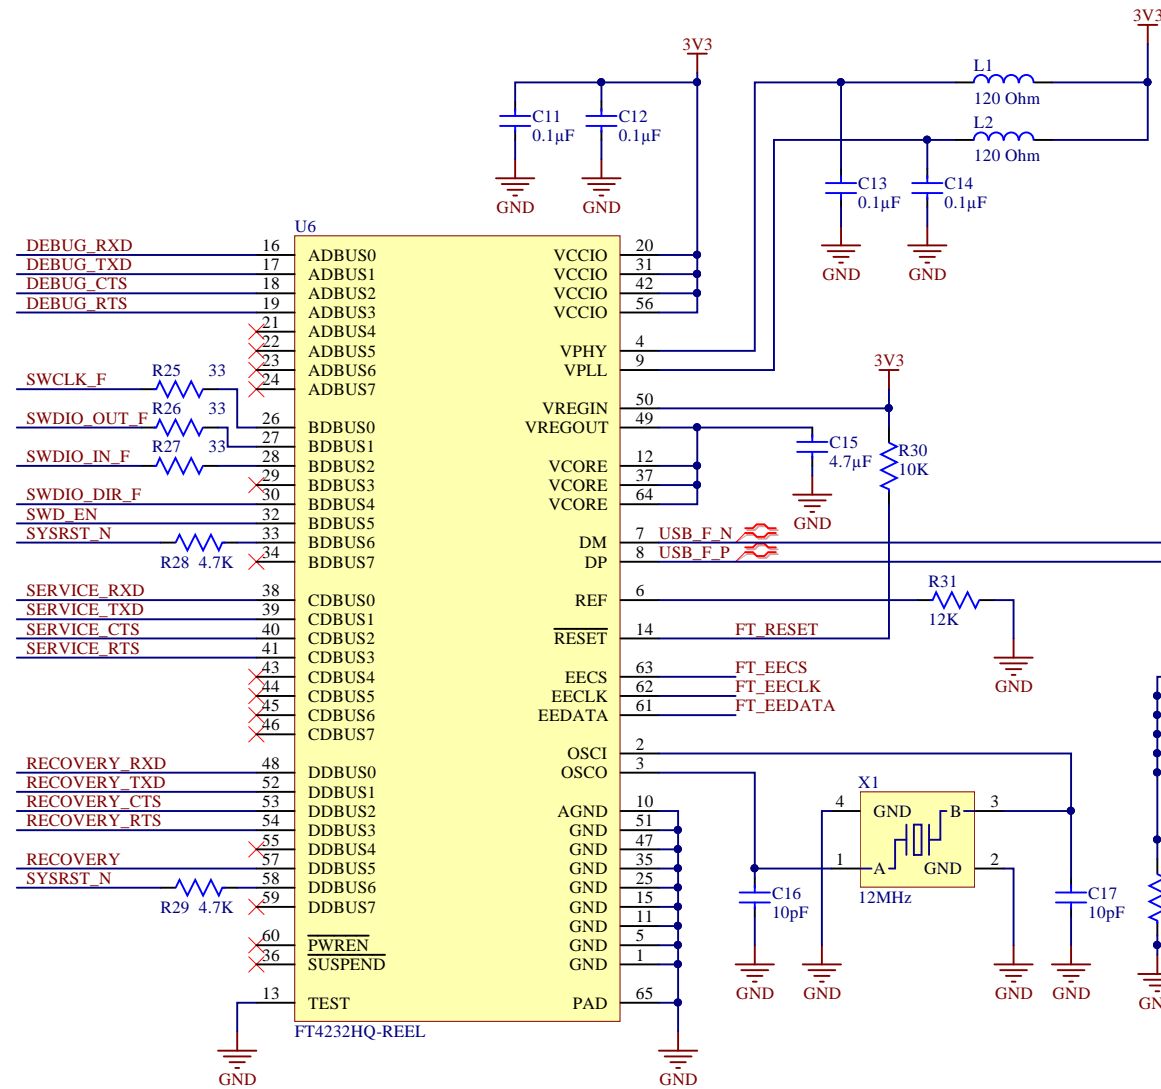 3V3
3V3
L1
120 Ohm
L2
120 Ohm
C11
0.1µF
C12
0.1µF
GND
GND
C13
0.1µF
C14
0.1µF
GND
GND
U6
DEBUG_RXD 16 ADBUS0 VCCIO 20
DEBUG_TXD 17 ADBUS1 VCCIO 31
DEBUG_CTS 18 ADBUS2 VCCIO 42
DEBUG_RTS 19 ADBUS3 VCCIO 56
21 ADBUS4
22 ADBUS5 VPHY 4
23 ADBUS6 VPLL 9
24 ADBUS7
3V3
R25 33
SWCLK_F
R26 33
VREGIN 50
SWDIO_OUT_F 26 BDBUS0 VREGOUT 49
27 BDBUS1
R27 33
C15
4.7µF
R30
10K
GND
SWDIO_IN_F 28 BDBUS2 VCORE 12
29 BDBUS3 VCORE 37
SWDIO_DIR_F 30 BDBUS4 VCORE 64
SWD_EN 32 BDBUS5
SYSRST_N 33 BDBUS6 DM 7 USB_F_N
R28 4.7K
34 BDBUS7 DP 8 USB_F_P
SERVICE_RXD 38 CDBUS0 REF 6
R31
12K
GND
SERVICE_TXD 39 CDBUS1
SERVICE_CTS 40 CDBUS2 RESET 14 FT_RESET
SERVICE_RTS 41 CDBUS3
43 CDBUS4 EECS 63 FT_EECS
44 CDBUS5 EECLK 62 FT_EECLK
45 CDBUS6 EEDATA 61 FT_EEDATA
46 CDBUS7
OSCI 2
RECOVERY_RXD 48 DDBUS0 OSCO 3
RECOVERY_TXD 52 DDBUS1
RECOVERY_CTS 53 DDBUS2 AGND 10
RECOVERY_RTS 54 DDBUS3 GND 51
55 DDBUS4 GND 47
RECOVERY 57 DDBUS5 GND 35
SYSRST_N 58 DDBUS6 GND 25
R29 4.7K
59 DDBUS7 GND 15
GND 11
60 PWREN GND 5
36 SUSPEND GND 1
13 TEST PAD 65
FT4232HQ-REEL
GND
GND
X1
4 GND B 3
1 A GND 2
12MHz
C16
10pF
C17
10pF
GND
GND
GND
GND
GN